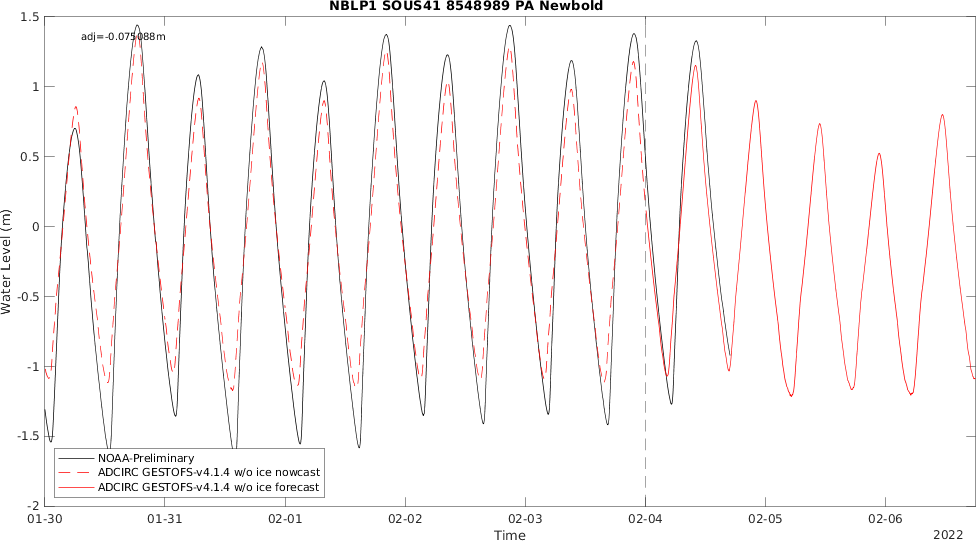 NBLP1 SOUS41 8548989 PA Newbold
adj=-0.075088m
1.5
1
0.5
0
-0.5
-1
-1.5
-2
Water Level (m)
NOAA-Preliminary
ADCIRC GESTOFS-v4.1.4 w/o ice nowcast
ADCIRC GESTOFS-v4.1.4 w/o ice forecast
01-30 01-31 02-01 02-02 02-03 02-04 02-05 02-06
Time
2022